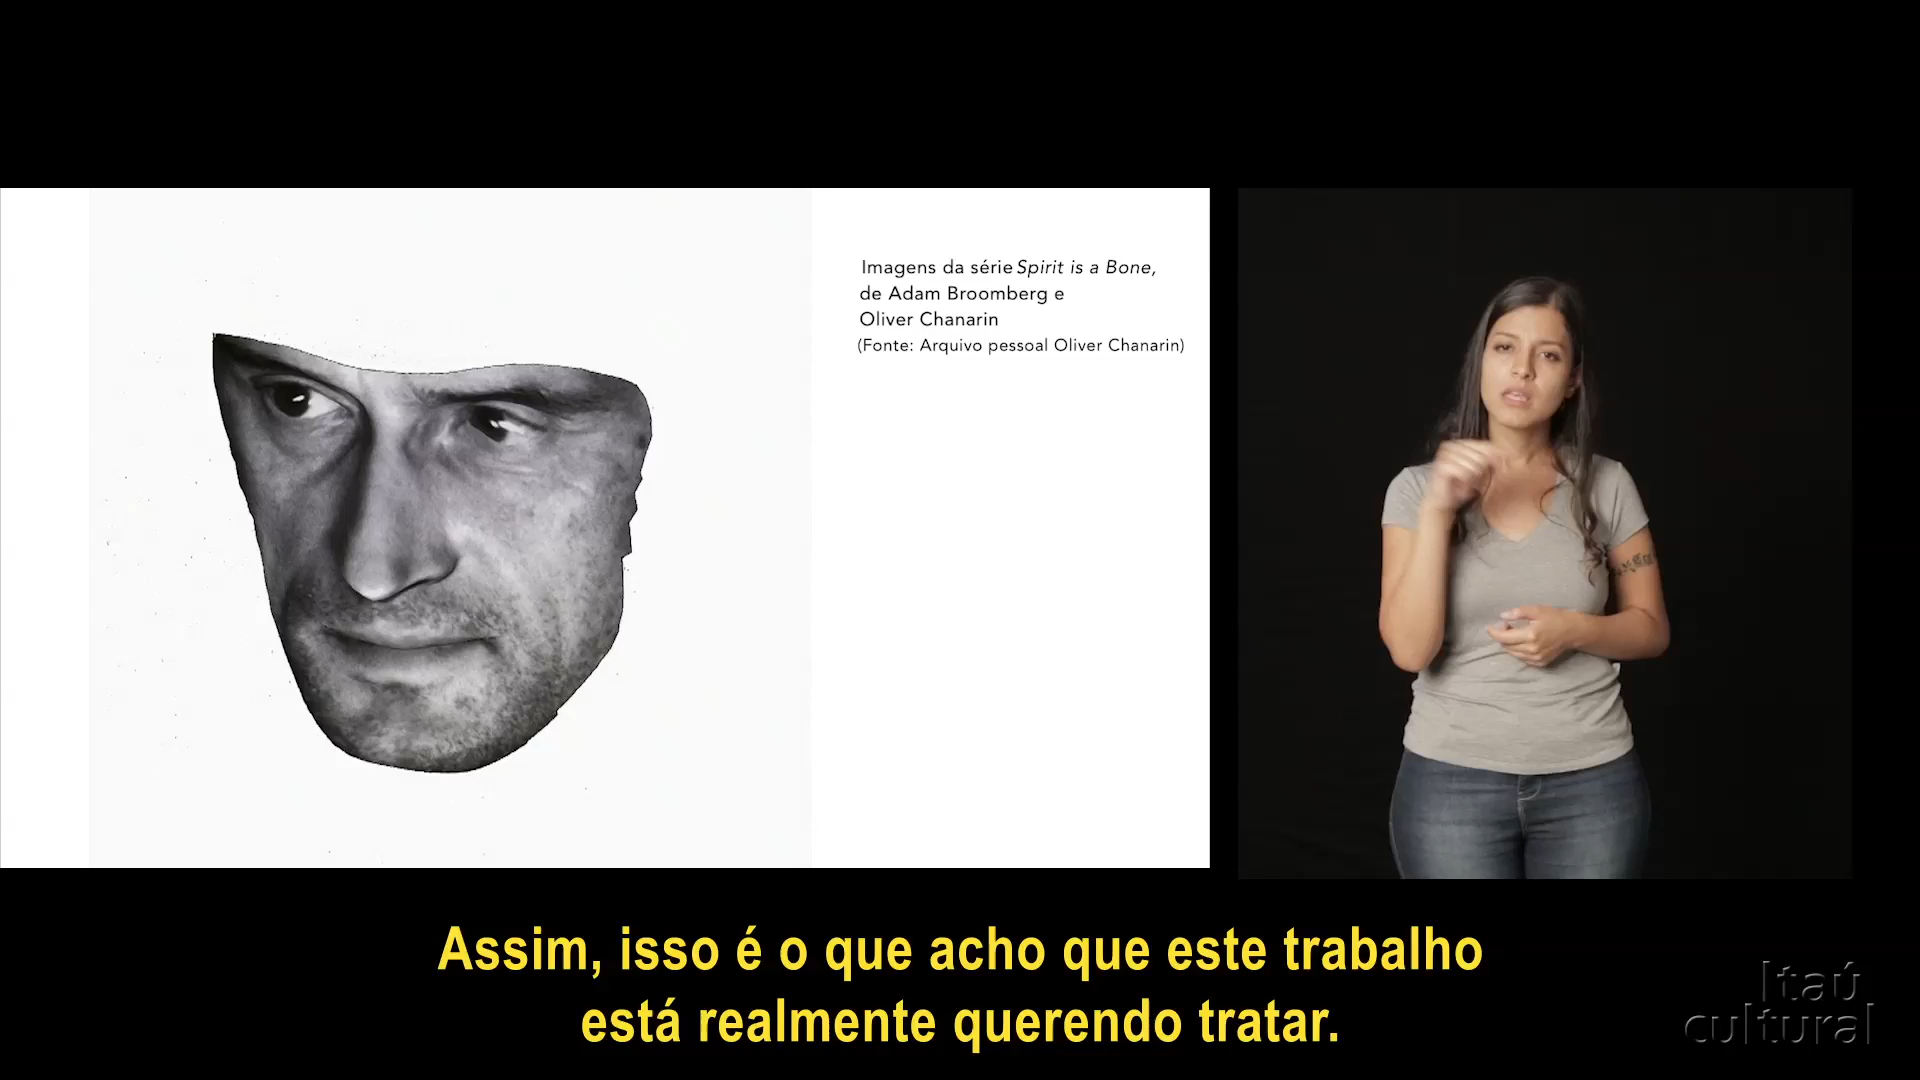 Imagens da série Spirit is a Bone,
de Adam Broomberg e
Oliver Chanarin
(Fonte: Arquivo pessoal Oliver Chanarin)
Assim, isso é o que acho que este trabalho
está realmente querendo tratar.
Itaú
cultural